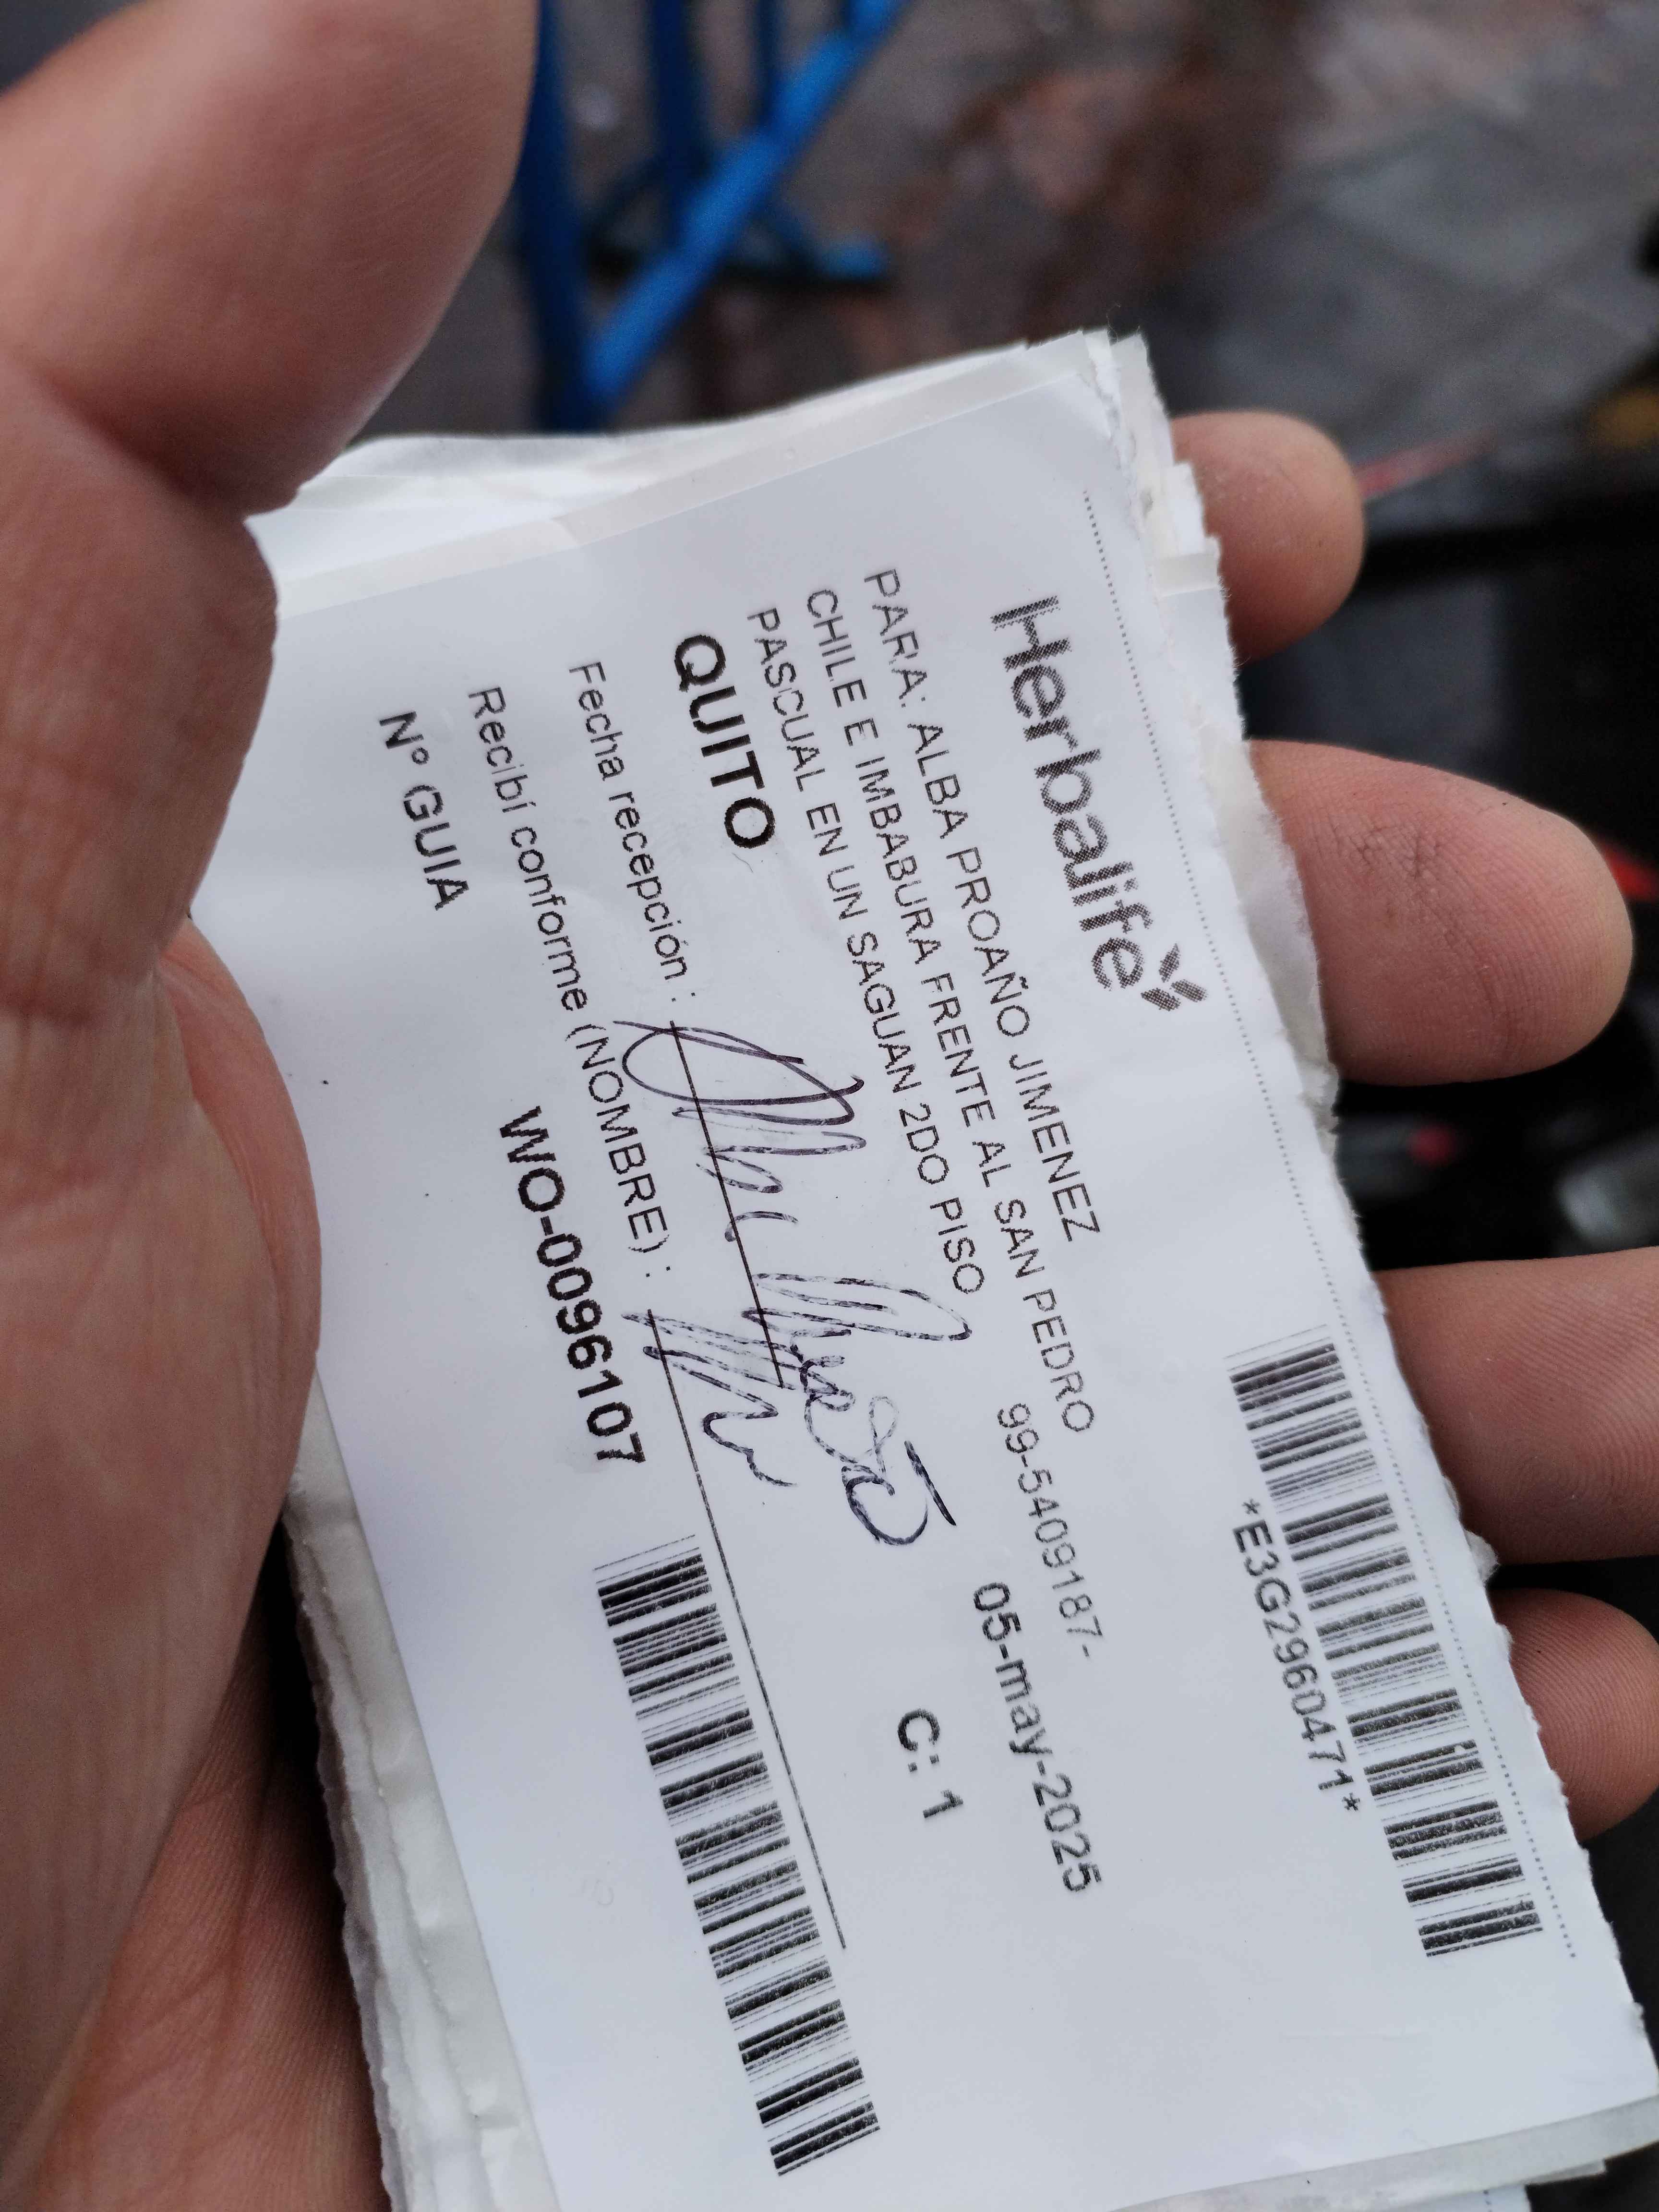 Herbalife
*E3G2960471*
PARA: ALBA PROAÑO JIMENEZ
CHILE E IMBABURA FRENTE AL SAN PEDRO 99-5409187-
PASCUAL EN UN SAGUAN 2DO PISO 05-may-2025
QUITO C: 1
Fecha recepción :
Recibí conforme (NOMBRE) :
Nº GUIA WO-0096107